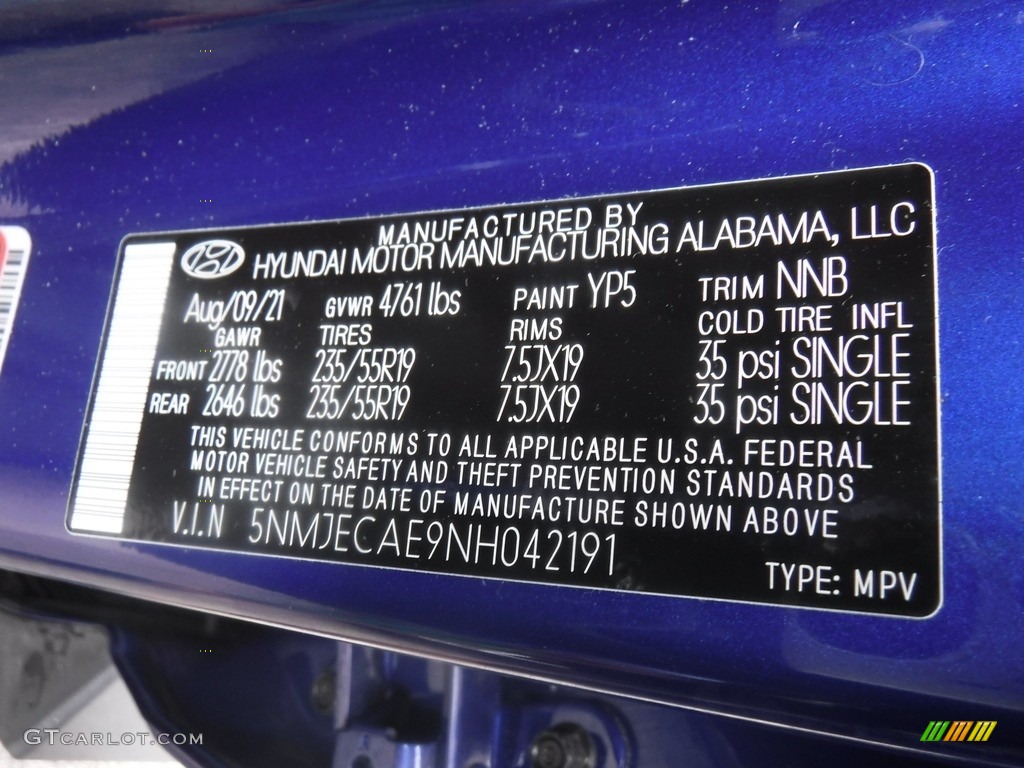 MANUFACTURED BY
HYUNDAI MOTOR MANUFACTURING ALABAMA, LLC
Aug/09/21 GVWR 4761 lbs PAINT YP5 TRIM NNB
GAWR TIRES RIMS COLD TIRE INFL
FRONT 2778 lbs 235/55R19 7.5JX19 35 psi SINGLE
REAR 2646 lbs 235/55R19 7.5JX19 35 psi SINGLE
THIS VEHICLE CONFORMS TO ALL APPLICABLE U.S.A. FEDERAL
MOTOR VEHICLE SAFETY AND THEFT PREVENTION STANDARDS
IN EFFECT ON THE DATE OF MANUFACTURE SHOWN ABOVE
V.I.N 5NMJECAE9NH042191
TYPE: MPV
GTCARLOT.COM